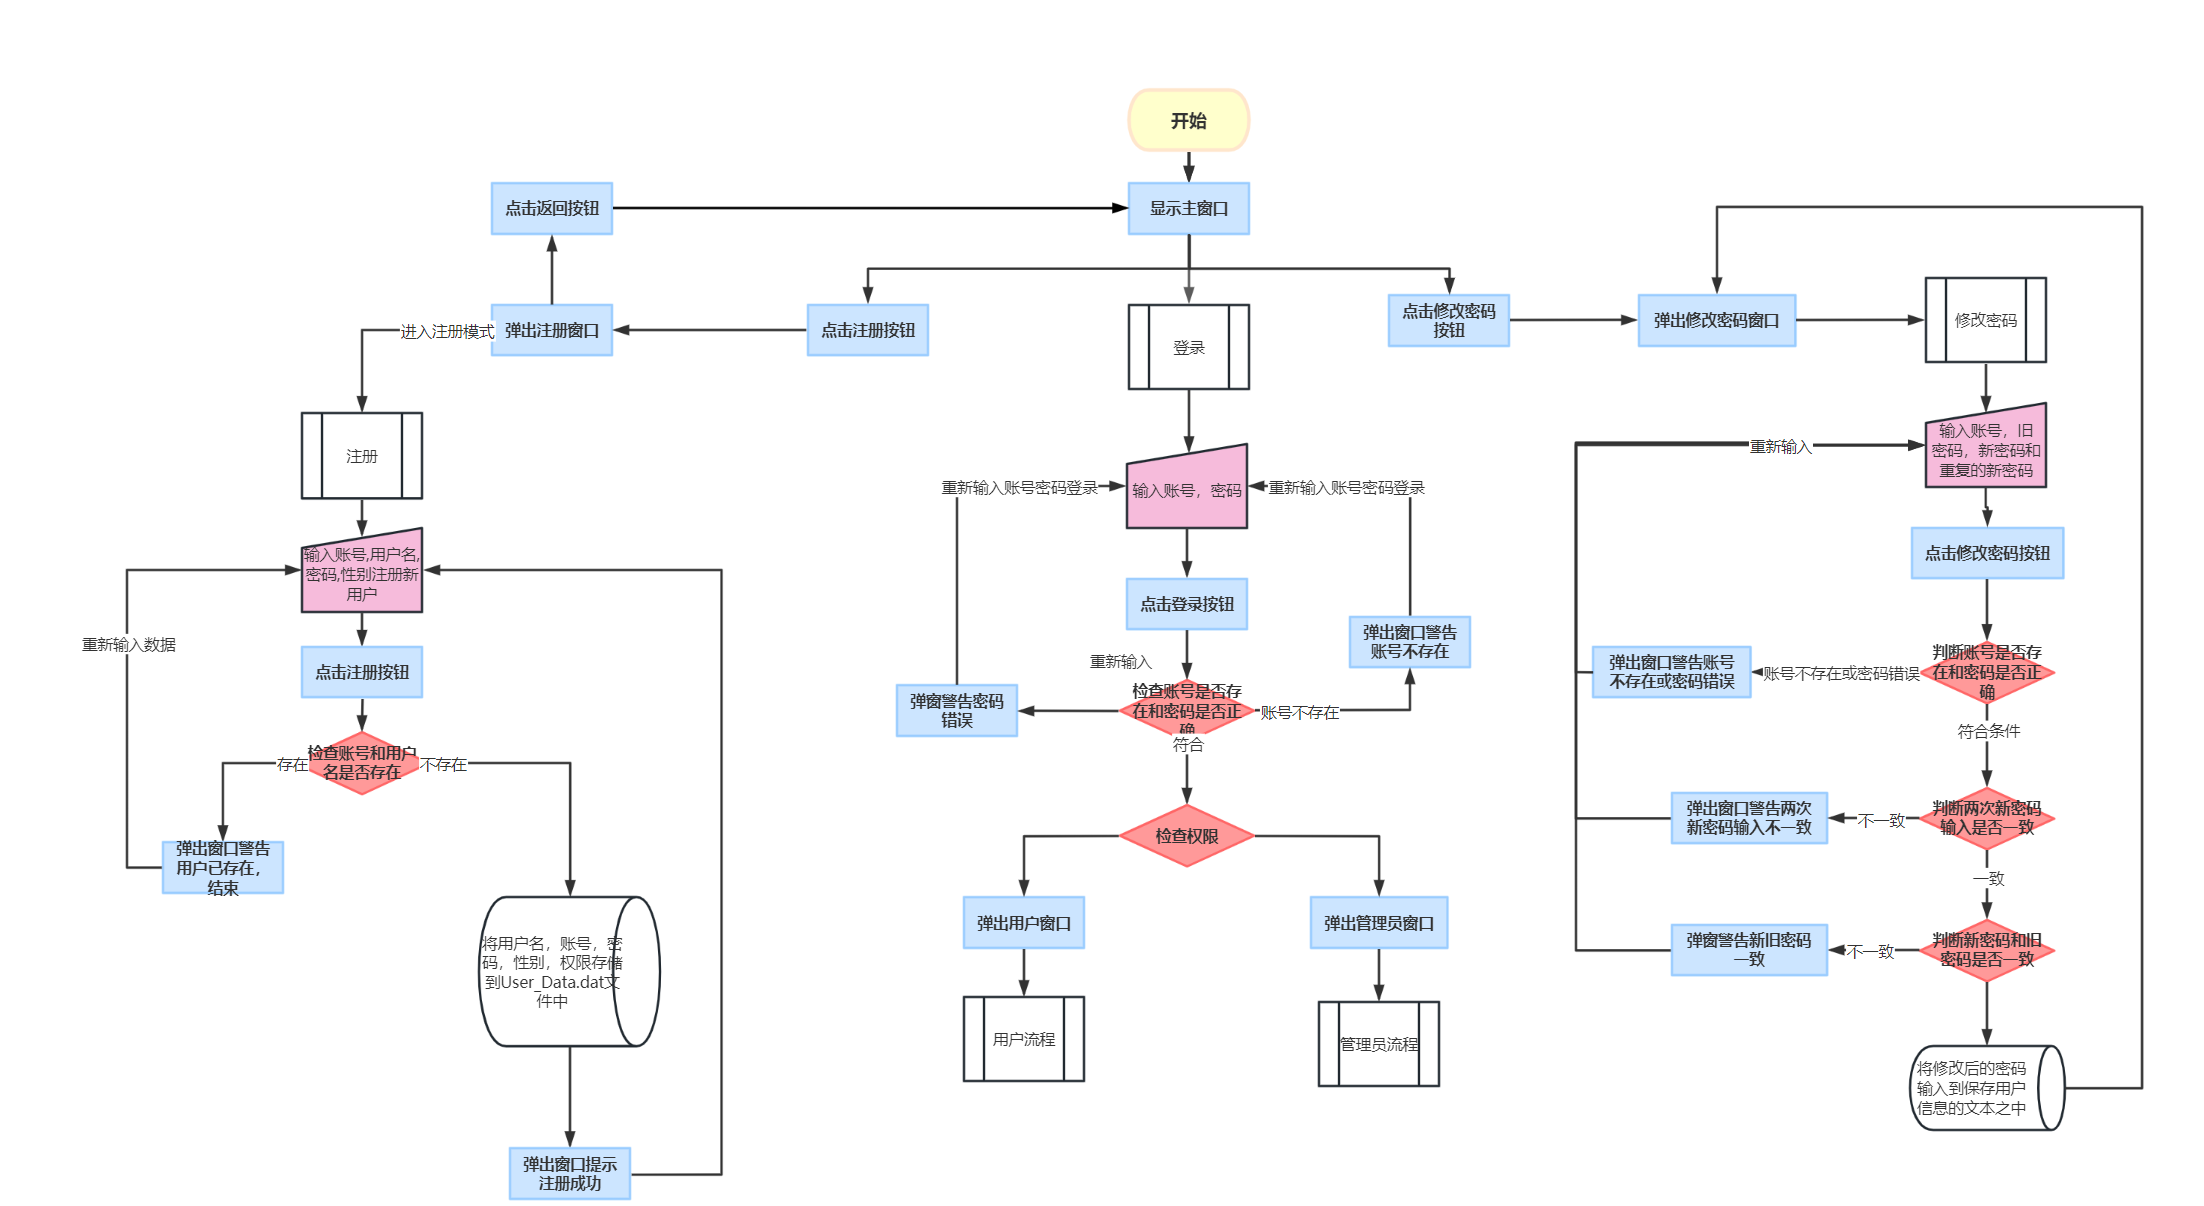 开始
点击返回按钮
显示主窗口
进入注册模式
弹出注册窗口
点击注册按钮
登录
点击修改密码
按钮
弹出修改密码窗口
修改密码
注册
输入账号,用户名,
密码,性别注册新
用户
重新输入数据
点击注册按钮
检查账号和用户
名是否存在
存在
不存在
弹出窗口警告
用户已存在，
结束
将用户名，账号，密
码，性别，权限存储
到User_Data.dat文
件中
弹出窗口提示
注册成功
重新输入账号密码登录
输入账号，密码
重新输入账号密码登录
点击登录按钮
弹出窗口警告
账号不存在
重新输入
弹窗警告密码
错误
检查账号是否存
在和密码是否正
确
账号不存在
符合
检查权限
弹出用户窗口
弹出管理员窗口
用户流程
管理员流程
重新输入
输入账号，旧
密码，新密码和
重复的新密码
点击修改密码按钮
弹出窗口警告账号
不存在或密码错误
账号不存在或密码错误
判断账号是否存
在和密码是否正
确
符合条件
弹出窗口警告两次
新密码输入不一致
不一致
判断两次新密码
输入是否一致
一致
弹窗警告新旧密码
一致
不一致
判断新密码和旧
密码是否一致
将修改后的密码
输入到保存用户
信息的文本之中